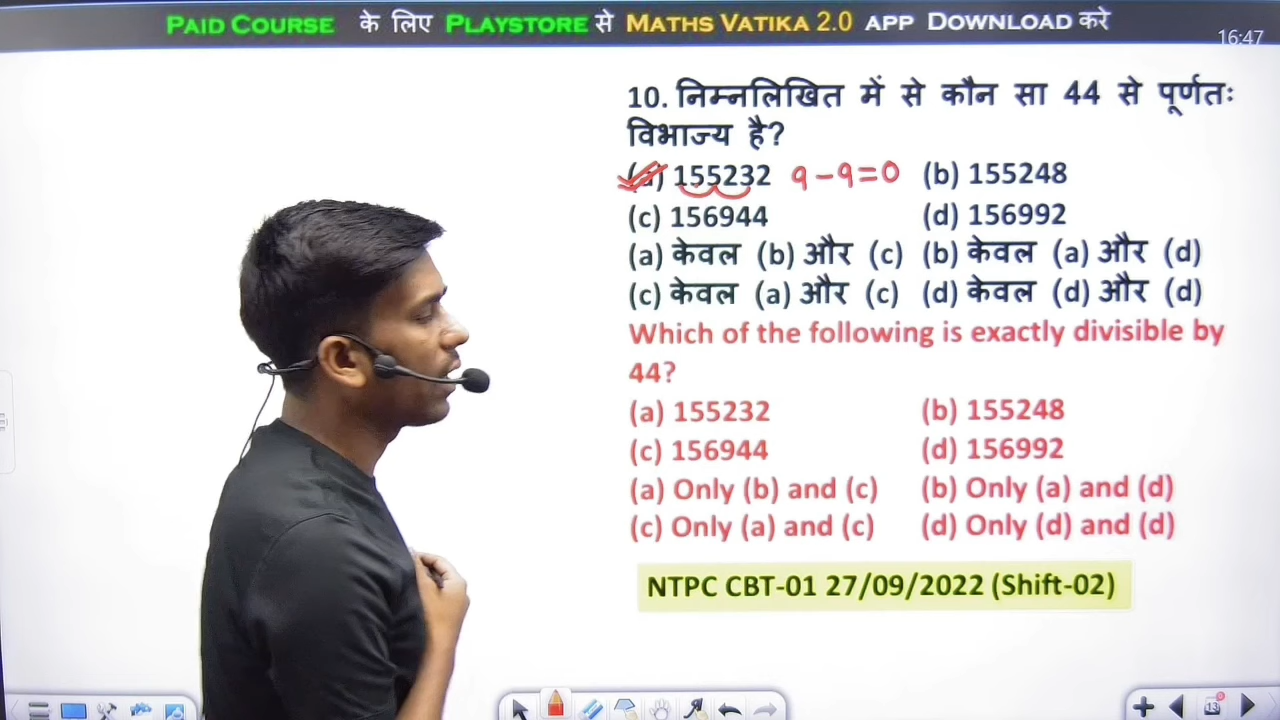 PAID COURSE के लिए PLAYSTORE से MATHS VATIKA 2.0 APP DOWNLOAD करे
16:47
10. निम्नलिखित में से कौन सा 44 से पूर्णतः
विभाज्य है?
(a) 155232 9-9=0 (b) 155248
(c) 156944 (d) 156992
(a) केवल (b) और (c) (b) केवल (a) और (d)
(c) केवल (a) और (c) (d) केवल (d) और (d)
Which of the following is exactly divisible by
44?
(a) 155232 (b) 155248
(c) 156944 (d) 156992
(a) Only (b) and (c) (b) Only (a) and (d)
(c) Only (a) and (c) (d) Only (d) and (d)
NTPC CBT-01 27/09/2022 (Shift-02)
13